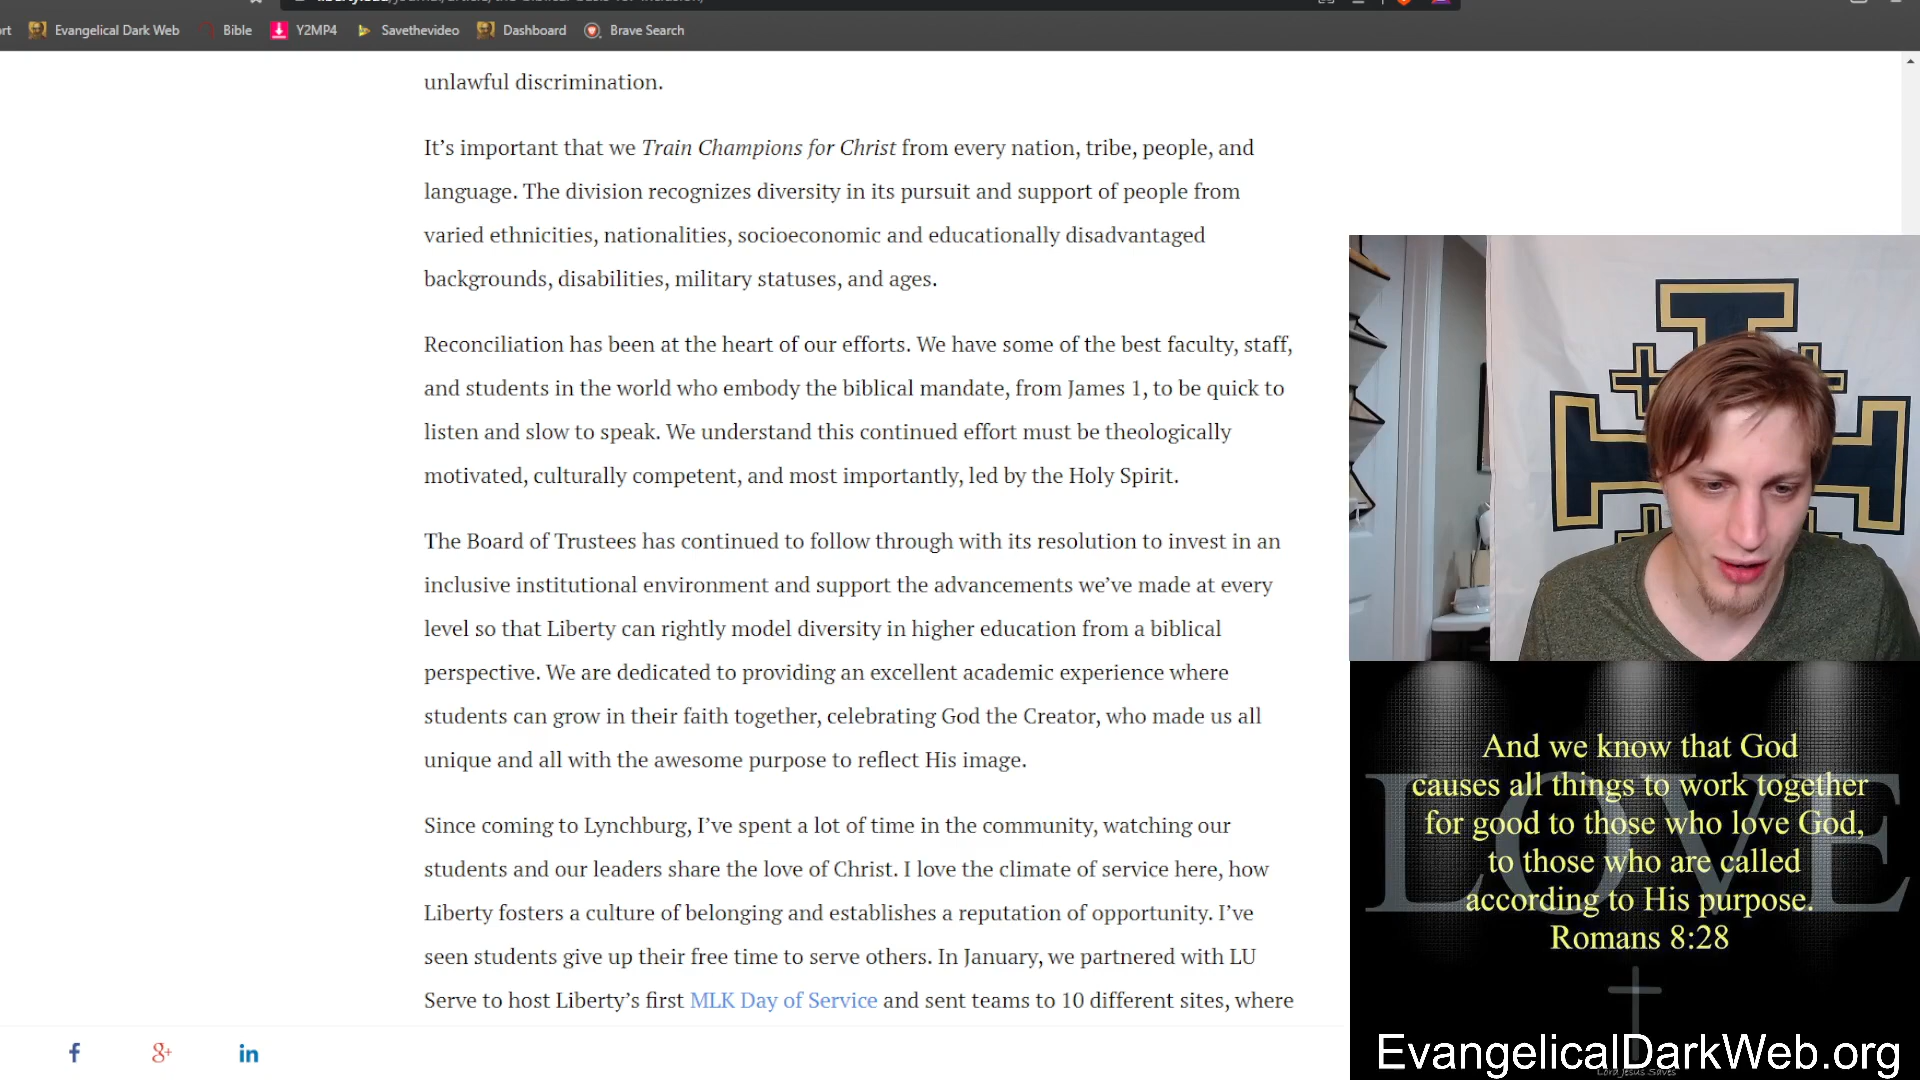 rt
Evangelical Dark Web
Bible
Y2MP4
Savethevideo
Dashboard
Brave Search
unlawful discrimination.
It’s important that we Train Champions for Christ from every nation, tribe, people, and
language. The division recognizes diversity in its pursuit and support of people from
varied ethnicities, nationalities, socioeconomic and educationally disadvantaged
backgrounds, disabilities, military statuses, and ages.
Reconciliation has been at the heart of our efforts. We have some of the best faculty, staff,
and students in the world who embody the biblical mandate, from James 1, to be quick to
listen and slow to speak. We understand this continued effort must be theologically
motivated, culturally competent, and most importantly, led by the Holy Spirit.
The Board of Trustees has continued to follow through with its resolution to invest in an
inclusive institutional environment and support the advancements we’ve made at every
level so that Liberty can rightly model diversity in higher education from a biblical
perspective. We are dedicated to providing an excellent academic experience where
students can grow in their faith together, celebrating God the Creator, who made us all
unique and all with the awesome purpose to reflect His image.
Since coming to Lynchburg, I’ve spent a lot of time in the community, watching our
students and our leaders share the love of Christ. I love the climate of service here, how
Liberty fosters a culture of belonging and establishes a reputation of opportunity. I’ve
seen students give up their free time to serve others. In January, we partnered with LU
Serve to host Liberty’s first MLK Day of Service and sent teams to 10 different sites, where
f
g+
in
LOVE
And we know that God
causes all things to work together
for good to those who love God,
to those who are called
according to His purpose.
Romans 8:28
EvangelicalDarkWeb.org
Lord Jesus Saves